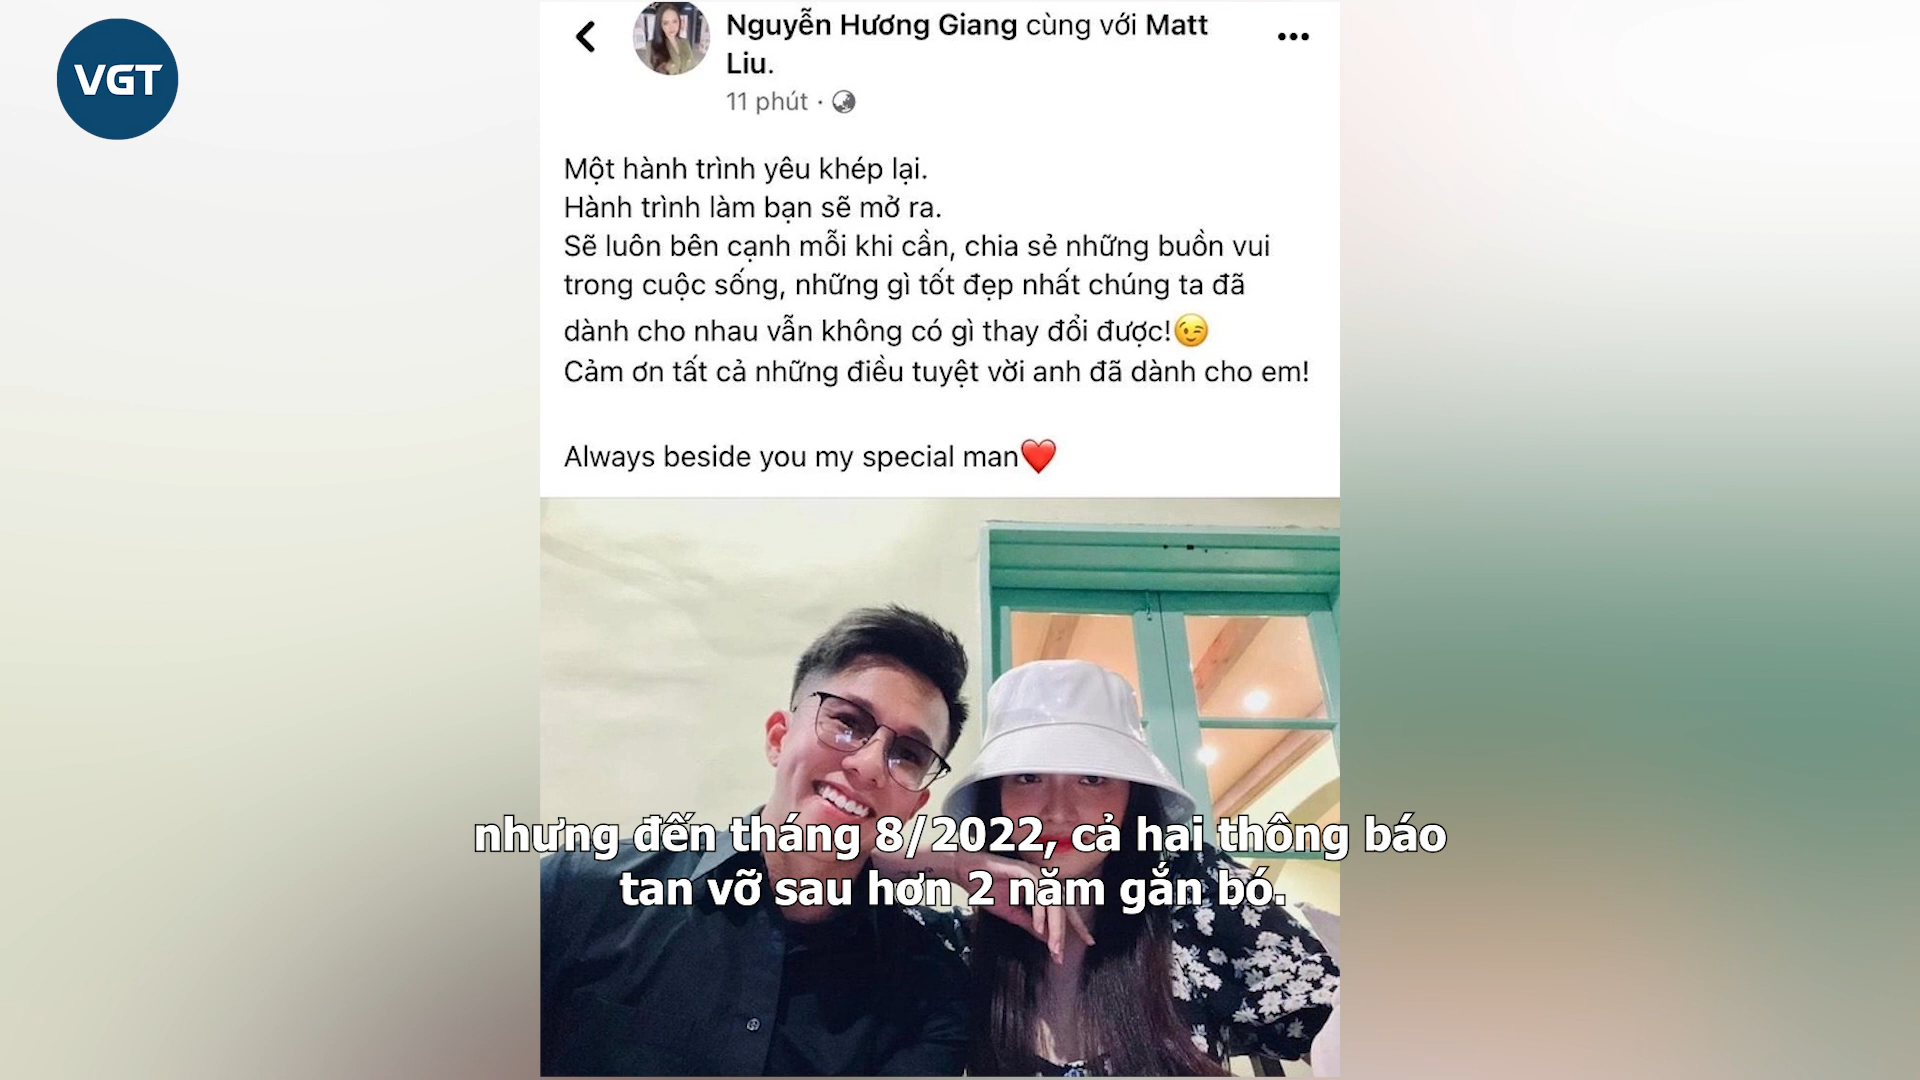 VGT
Nguyễn Hương Giang cùng với Matt
Liu.
11 phút ·
Một hành trình yêu khép lại.
Hành trình làm bạn sẽ mở ra.
Sẽ luôn bên cạnh mỗi khi cần, chia sẻ những buồn vui
trong cuộc sống, những gì tốt đẹp nhất chúng ta đã
dành cho nhau vẫn không có gì thay đổi được!😉
Cảm ơn tất cả những điều tuyệt vời anh đã dành cho em!
Always beside you my special man❤️
nhưng đến tháng 8/2022, cả hai thông báo
tan vỡ sau hơn 2 năm gắn bó.